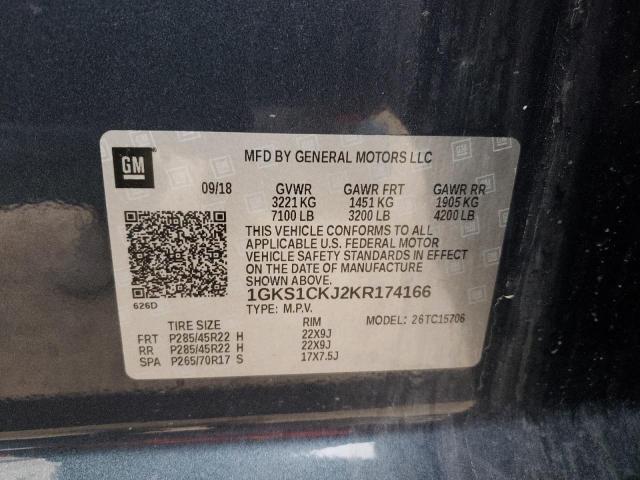 GM
MFD BY GENERAL MOTORS LLC
09/18 GVWR GAWR FRT GAWR RR
3221 KG 1451 KG 1905 KG
7100 LB 3200 LB 4200 LB
THIS VEHICLE CONFORMS TO ALL
APPLICABLE U.S. FEDERAL MOTOR
VEHICLE SAFETY STANDARDS IN EFFECT
ON THE DATE OF MANUFACTURE
SHOWN ABOVE.
1GKS1CKJ2KR174166
626D
TYPE: M.P.V. MODEL: 26TC15706
TIRE SIZE RIM
FRT P285/45R22 H 22X9J
RR P285/45R22 H 22X9J
SPA P265/70R17 S 17X7.5J